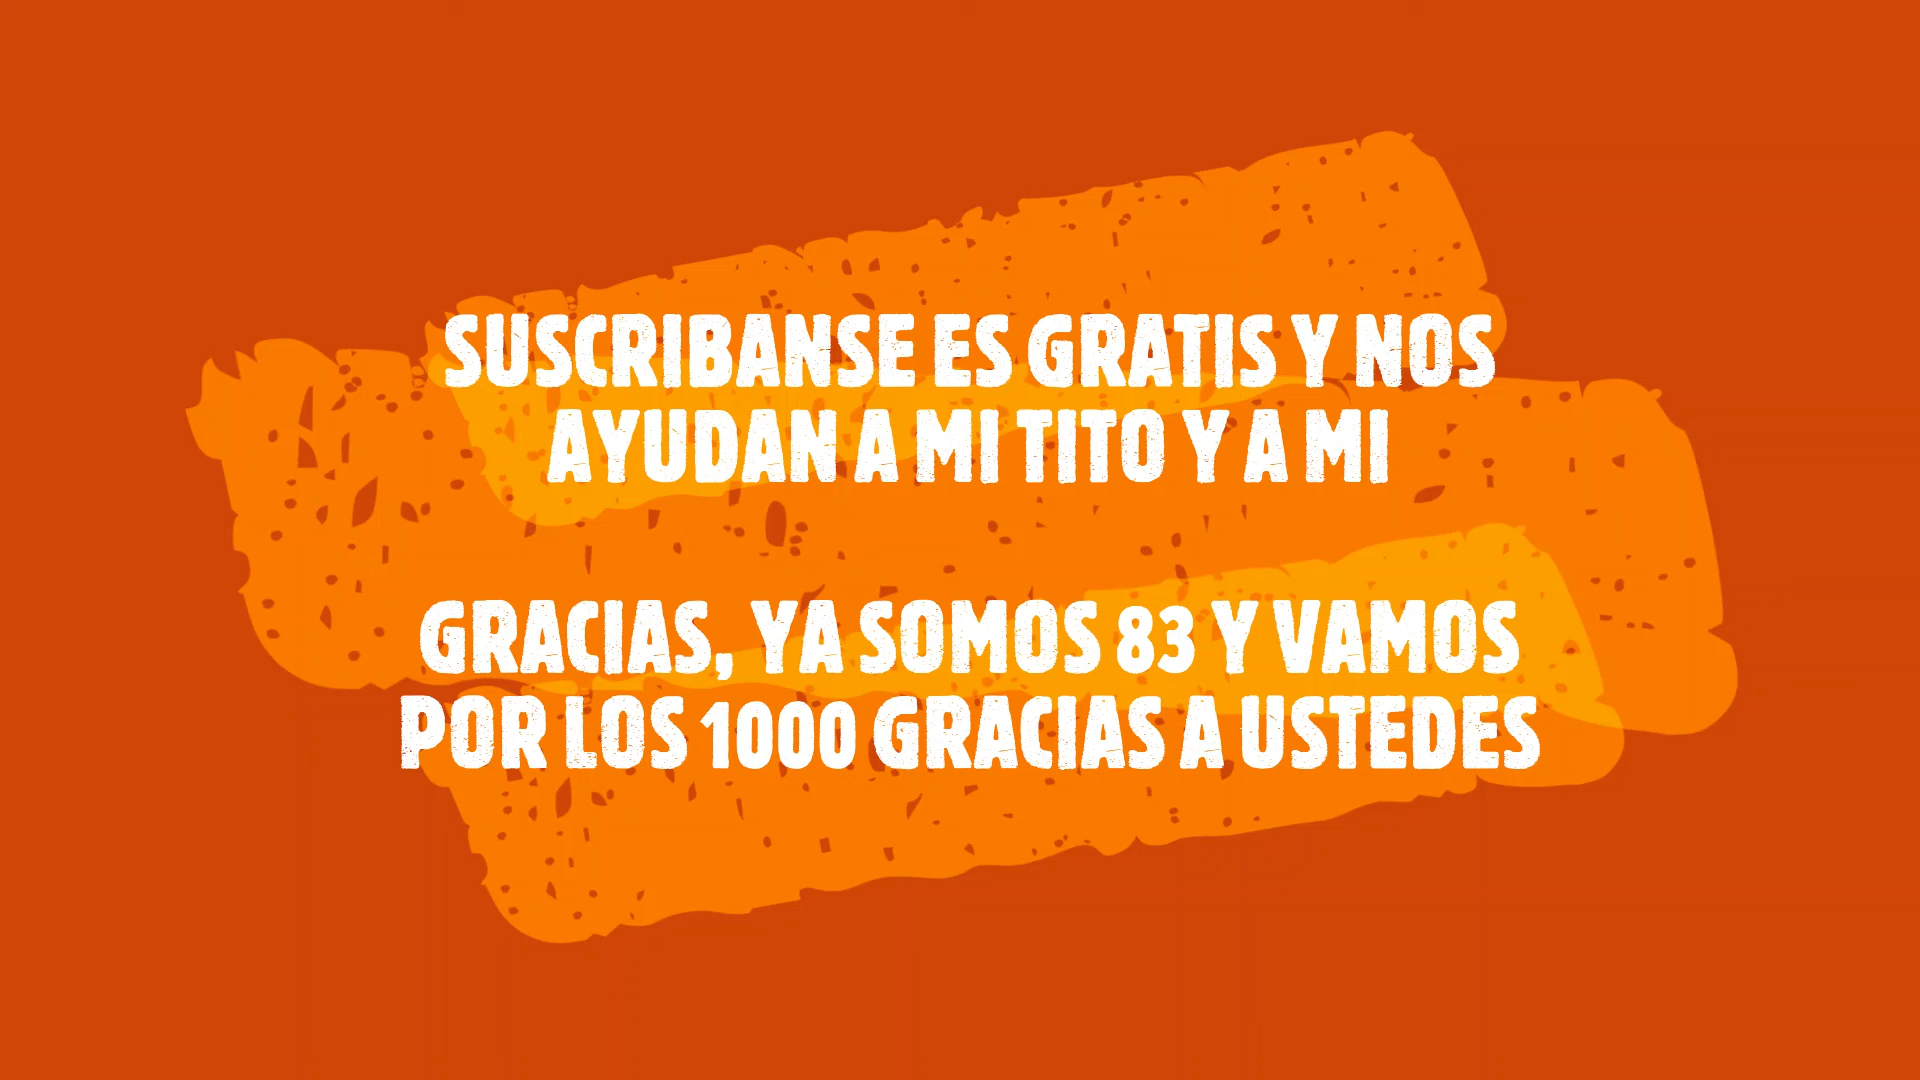 SUSCRIBANSE ES GRATIS Y NOS
AYUDAN A MI TITO Y A MI
GRACIAS, YA SOMOS 83 Y VAMOS
POR LOS 1000 GRACIAS A USTEDES